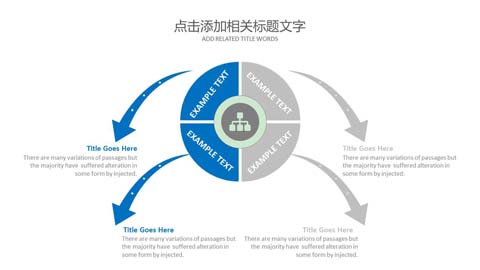 点击添加相关标题文字
ADD RELATED TITLE WORDS
EXAMPLE TEXT
EXAMPLE TEXT
EXAMPLE TEXT
EXAMPLE TEXT
Title Goes Here
There are many variations of passages but
the majority have suffered alteration in
some form by injected.
Title Goes Here
There are many variations of passages but
the majority have suffered alteration in
some form by injected.
Title Goes Here
There are many variations of passages but
the majority have suffered alteration in
some form by injected.
Title Goes Here
There are many variations of passages but
the majority have suffered alteration in
some form by injected.